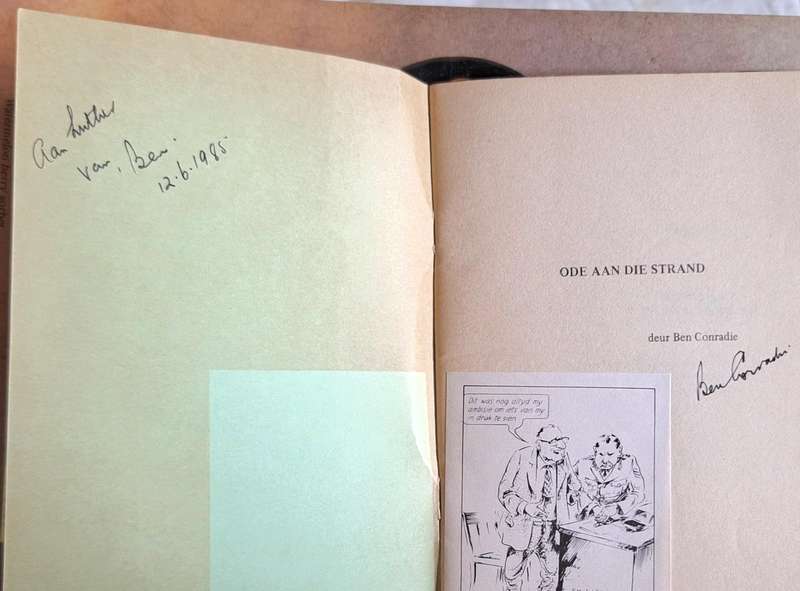 Aan Luther
van, Ben.
12.6.1985
ODE AAN DIE STRAND
deur Ben Conradie
Ben Conradie.
Dit was nog altyd my
ambisie om iets van my
in druk te sien